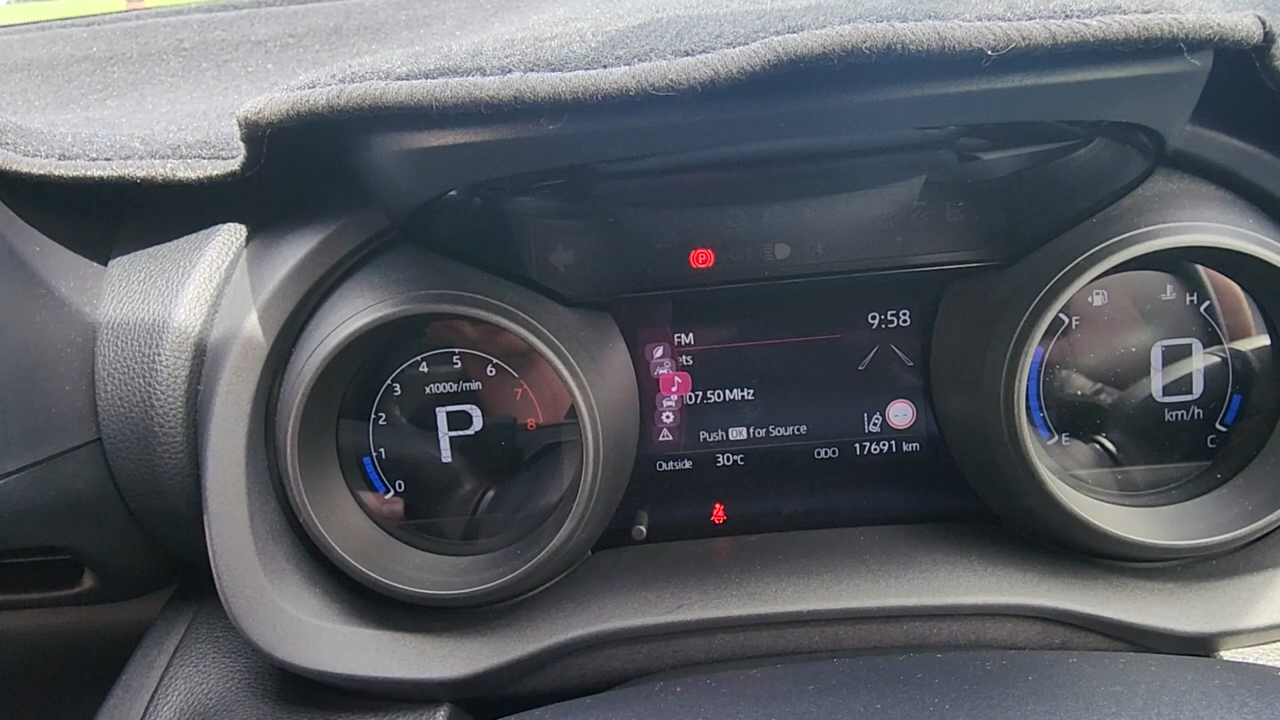 P
9:58
FM
ets
107.50 MHz
Push OK for Source
Outside 30°C ODO 17691 km
0
1
2
3
4
5
6
7
8
x1000r/min
P
F
E
H
C
0
km/h